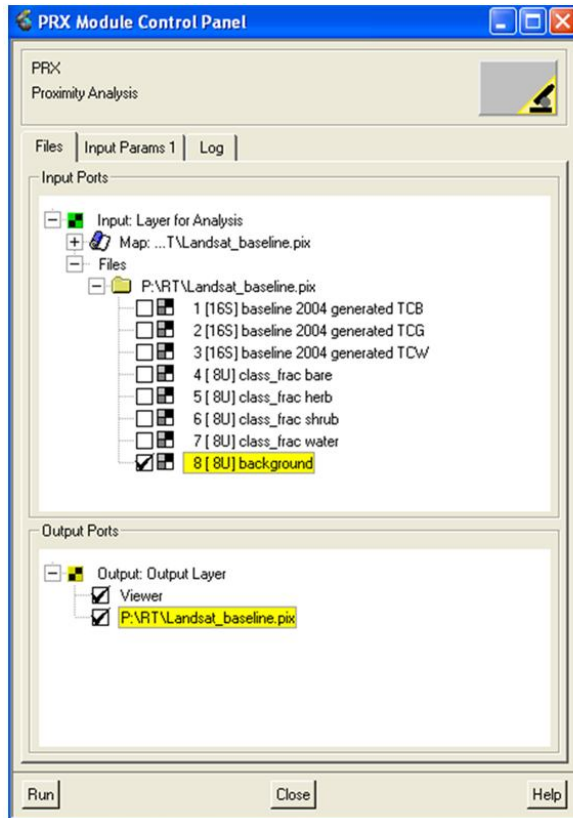 PRX Module Control Panel
PRX
Proximity Analysis
Files Input Params 1 Log
Input Ports
Input: Layer for Analysis
Map: ...T\Landsat_baseline.pix
Files
P:\RT\Landsat_baseline.pix
1 [16S] baseline 2004 generated TCB
2 [16S] baseline 2004 generated TCG
3 [16S] baseline 2004 generated TCW
4 [ 8U] class_frac bare
5 [ 8U] class_frac herb
6 [ 8U] class_frac shrub
7 [ 8U] class_frac water
8 [ 8U] background
Output Ports
Output: Output Layer
Viewer
P:\RT\Landsat_baseline.pix
Run Close Help